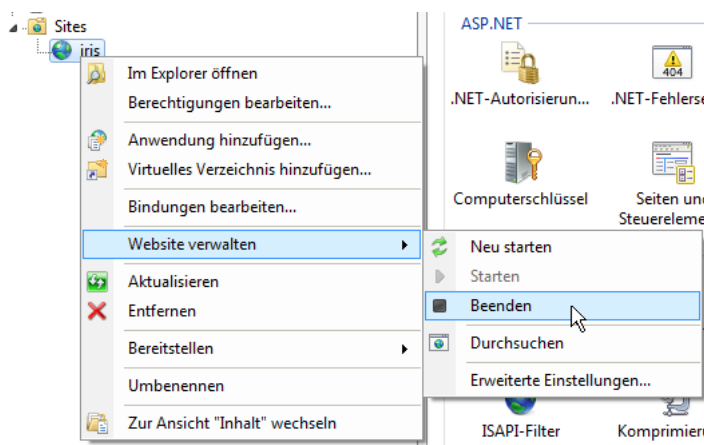 Sites
iris
Im Explorer öffnen
Berechtigungen bearbeiten...
Anwendung hinzufügen...
Virtuelles Verzeichnis hinzufügen...
Bindungen bearbeiten...
Website verwalten
Aktualisieren
Entfernen
Bereitstellen
Umbenennen
Zur Ansicht "Inhalt" wechseln
Neu starten
Starten
Beenden
Durchsuchen
Erweiterte Einstellungen...
ASP.NET
404
.NET-Autorisierun...
.NET-Fehlerse
Computerschlüssel
Seiten und
Steuereleme
ISAPI-Filter
Komprimieru